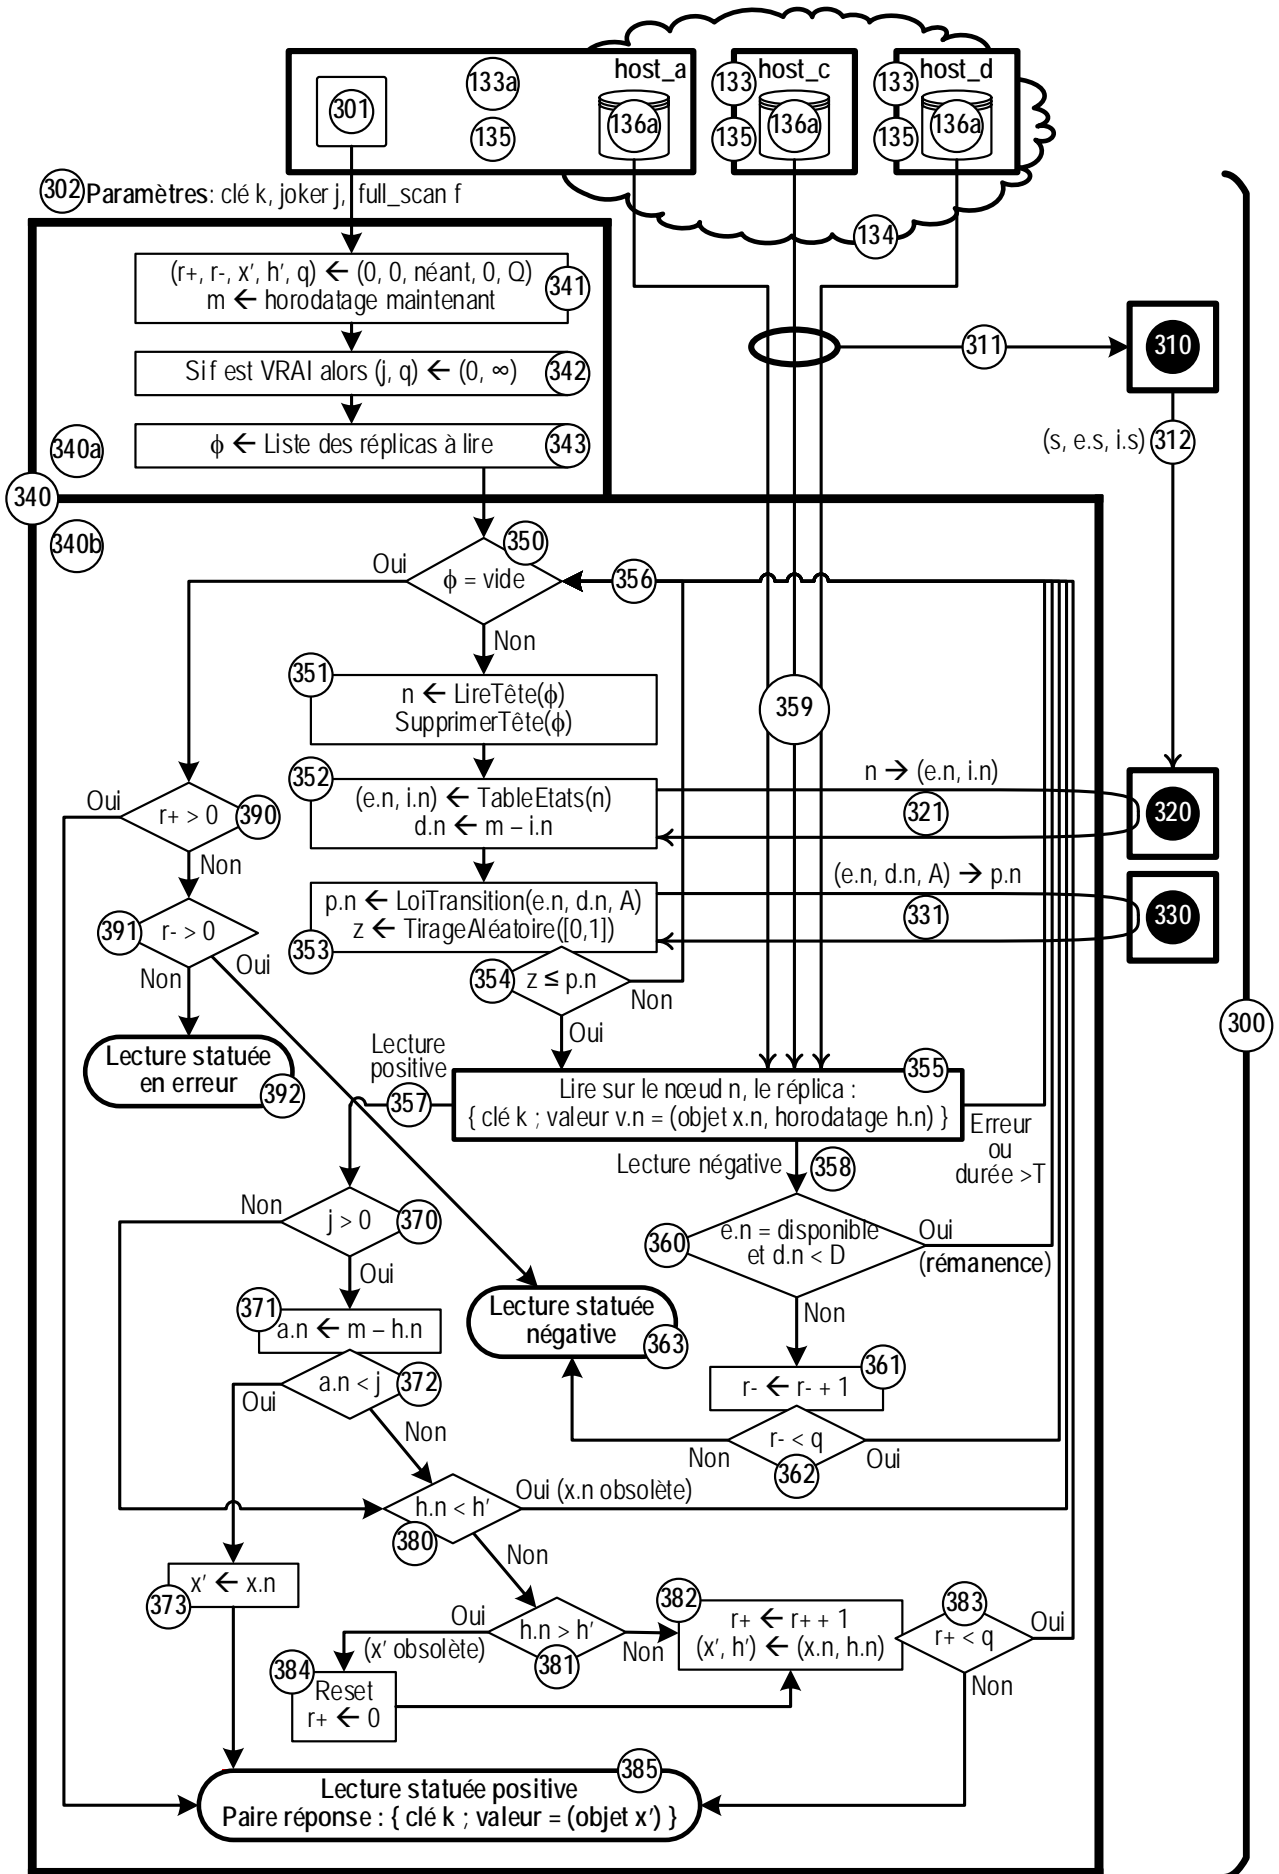 host_a
host_c
host_d
301
133a
133
133
135
135
135
136a
136a
136a
302 Paramètres: clé k, joker j, full_scan f
134
(r+, r-, x', h', q) ← (0, 0, néant, 0, Q)
m ← horodatage maintenant
341
311
310
Si f est VRAI alors (j, q) ← (0, ∞)
342
340a
φ ← Liste des réplicas à lire
343
(s, e.s, i.s)
312
340
340b
350
Oui
φ = vide
356
Non
351
n ← LireTête(φ)
SupprimerTête(φ)
359
352
(e.n, i.n) ← TableEtats(n)
d.n ← m – i.n
n → (e.n, i.n)
321
320
Oui
r+ > 0
390
Non
p.n ← LoiTransition(e.n, d.n, A)
z ← TirageAléatoire([0,1])
353
(e.n, d.n, A) → p.n
331
330
391
r- > 0
Non
Oui
354
z ≤ p.n
Non
Oui
300
Lecture statuée
en erreur
392
Lecture
positive
357
355
Lire sur le nœud n, le réplica :
{ clé k ; valeur v.n = (objet x.n, horodatage h.n) }
Erreur
ou
durée >T
Lecture négative
358
Non
j > 0
370
Oui
360
e.n = disponible
et d.n < D
Oui
(rémanence)
Non
371
a.n ← m – h.n
Lecture statuée
négative
363
361
r- ← r- + 1
a.n < j
372
Oui
Non
r- < q
362
Non
Oui
h.n < h'
380
Oui (x.n obsolète)
Non
x' ← x.n
373
Oui
(x' obsolète)
h.n > h'
381
Non
382
r+ ← r+ + 1
(x', h') ← (x.n, h.n)
383
r+ < q
Oui
Non
384
Reset
r+ ← 0
385
Lecture statuée positive
Paire réponse : { clé k ; valeur = (objet x') }